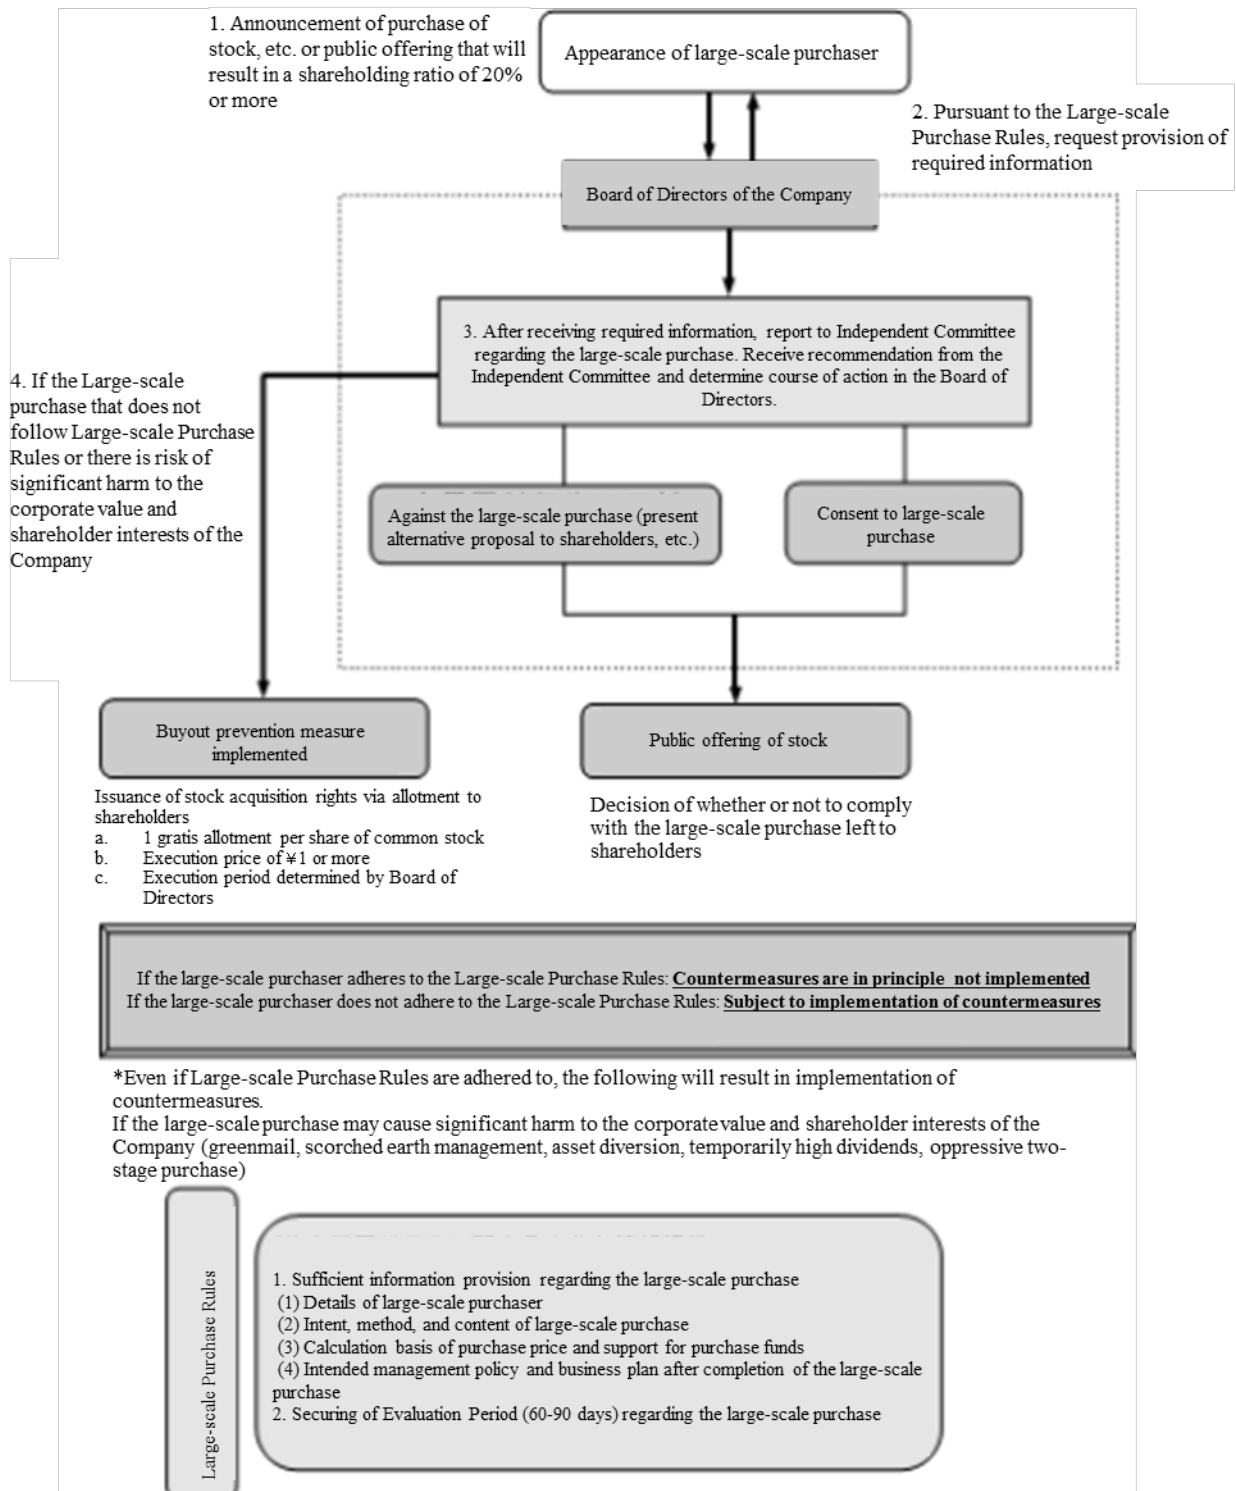 1. Announcement of purchase of
stock, etc. or public offering that will
result in a shareholding ratio of 20%
or more
Appearance of large-scale purchaser
2. Pursuant to the Large-scale
Purchase Rules, request provision of
required information
Board of Directors of the Company
3. After receiving required information, report to Independent Committee
regarding the large-scale purchase. Receive recommendation from the
Independent Committee and determine course of action in the Board of
Directors.
4. If the Large-scale
purchase that does not
follow Large-scale Purchase
Rules or there is risk of
significant harm to the
corporate value and
shareholder interests of the
Company
Against the large-scale purchase (present
alternative proposal to shareholders, etc.)
Consent to large-scale
purchase
Buyout prevention measure
implemented
Public offering of stock
Issuance of stock acquisition rights via allotment to
shareholders
a. 1 gratis allotment per share of common stock
b. Execution price of ¥1 or more
c. Execution period determined by Board of
Directors
Decision of whether or not to comply
with the large-scale purchase left to
shareholders
If the large-scale purchaser adheres to the Large-scale Purchase Rules: Countermeasures are in principle not implemented
If the large-scale purchaser does not adhere to the Large-scale Purchase Rules: Subject to implementation of countermeasures
*Even if Large-scale Purchase Rules are adhered to, the following will result in implementation of
countermeasures.
If the large-scale purchase may cause significant harm to the corporate value and shareholder interests of the
Company (greenmail, scorched earth management, asset diversion, temporarily high dividends, oppressive two-
stage purchase)
Large-scale Purchase Rules
1. Sufficient information provision regarding the large-scale purchase
(1) Details of large-scale purchaser
(2) Intent, method, and content of large-scale purchase
(3) Calculation basis of purchase price and support for purchase funds
(4) Intended management policy and business plan after completion of the large-scale
purchase
2. Securing of Evaluation Period (60-90 days) regarding the large-scale purchase